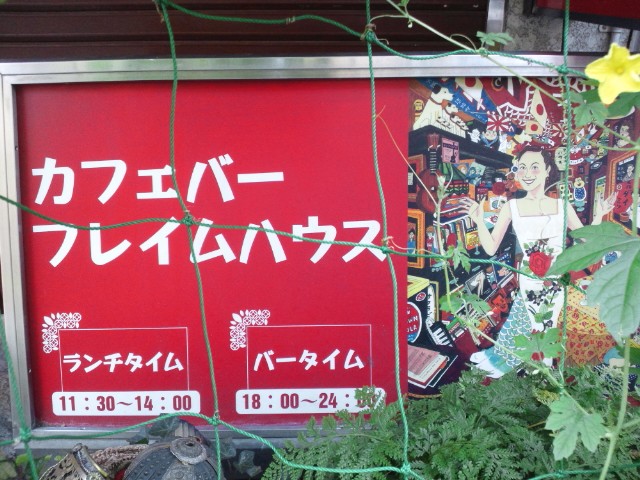 カフェバー
フレイムハウス
ランチタイム
11：30～14：00
バータイム
18：00～24：00